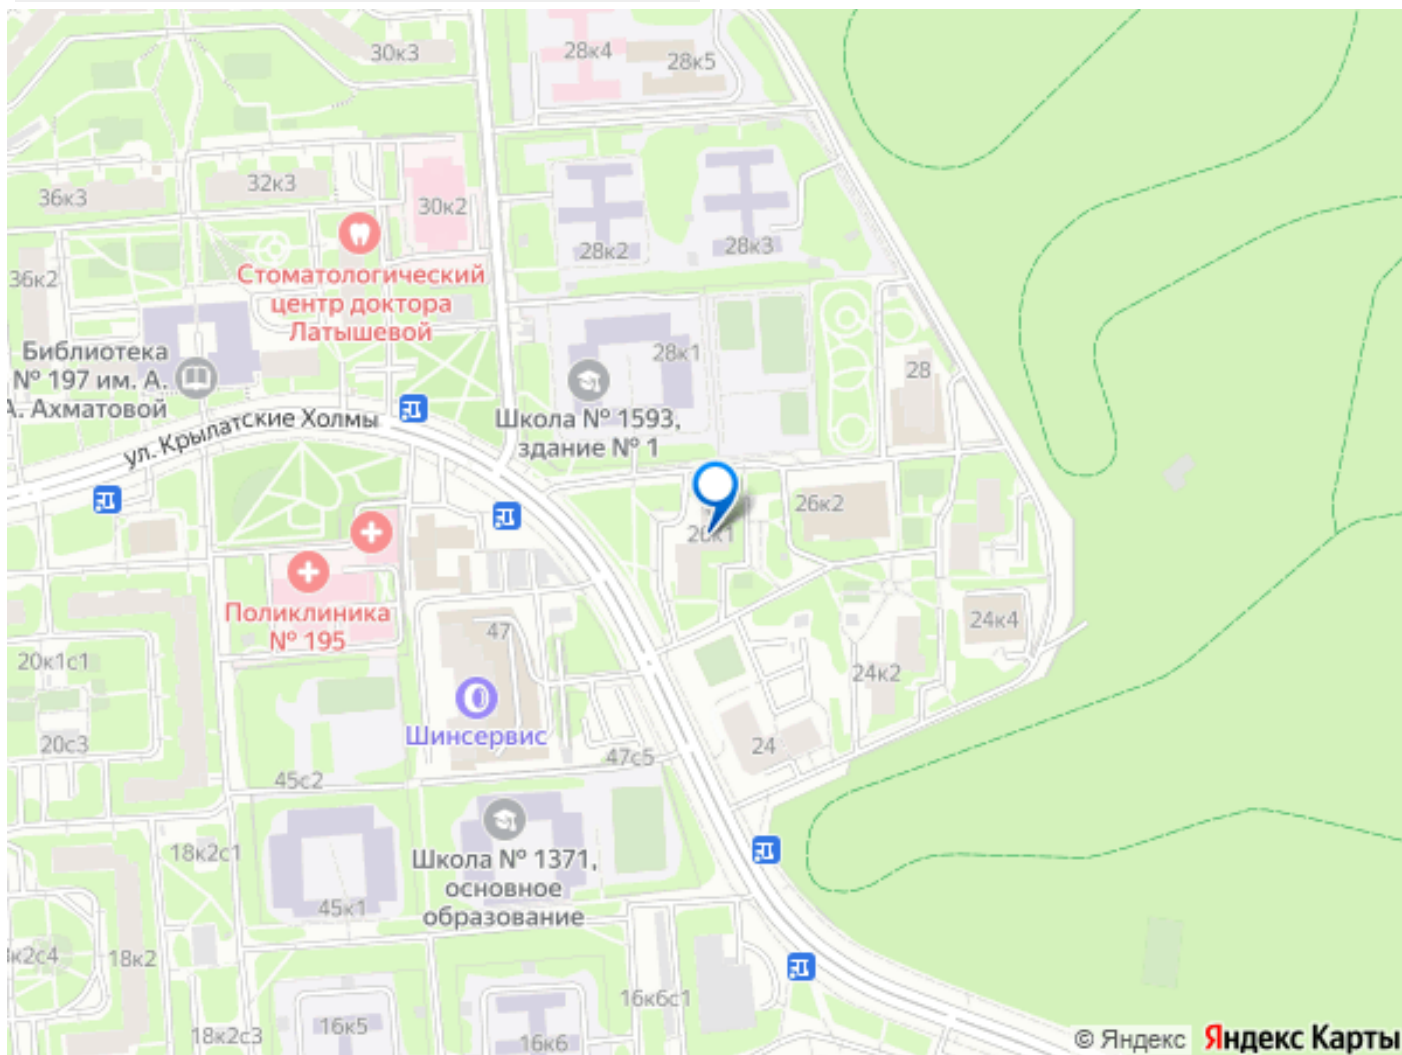 30к3
28к4
28к5
36к3
32к3
30к2
28к2
28к3
36к2
Стоматологический
центр доктора
Латышевой
Библиотека
№ 197 им. А.
А. Ахматовой
28к1
28
Школа № 1593,
здание № 1
ул. Крылатские Холмы
26к2
Поликлиника
№ 195
47
24к4
20к1с1
24к2
Шинсервис
20с3
24
47с5
45с2
18к2с1
Школа № 1371,
основное
образование
45к1
18к2
16к6с1
18к2с3
16к5
16к6
© Яндекс Яндекс Карты